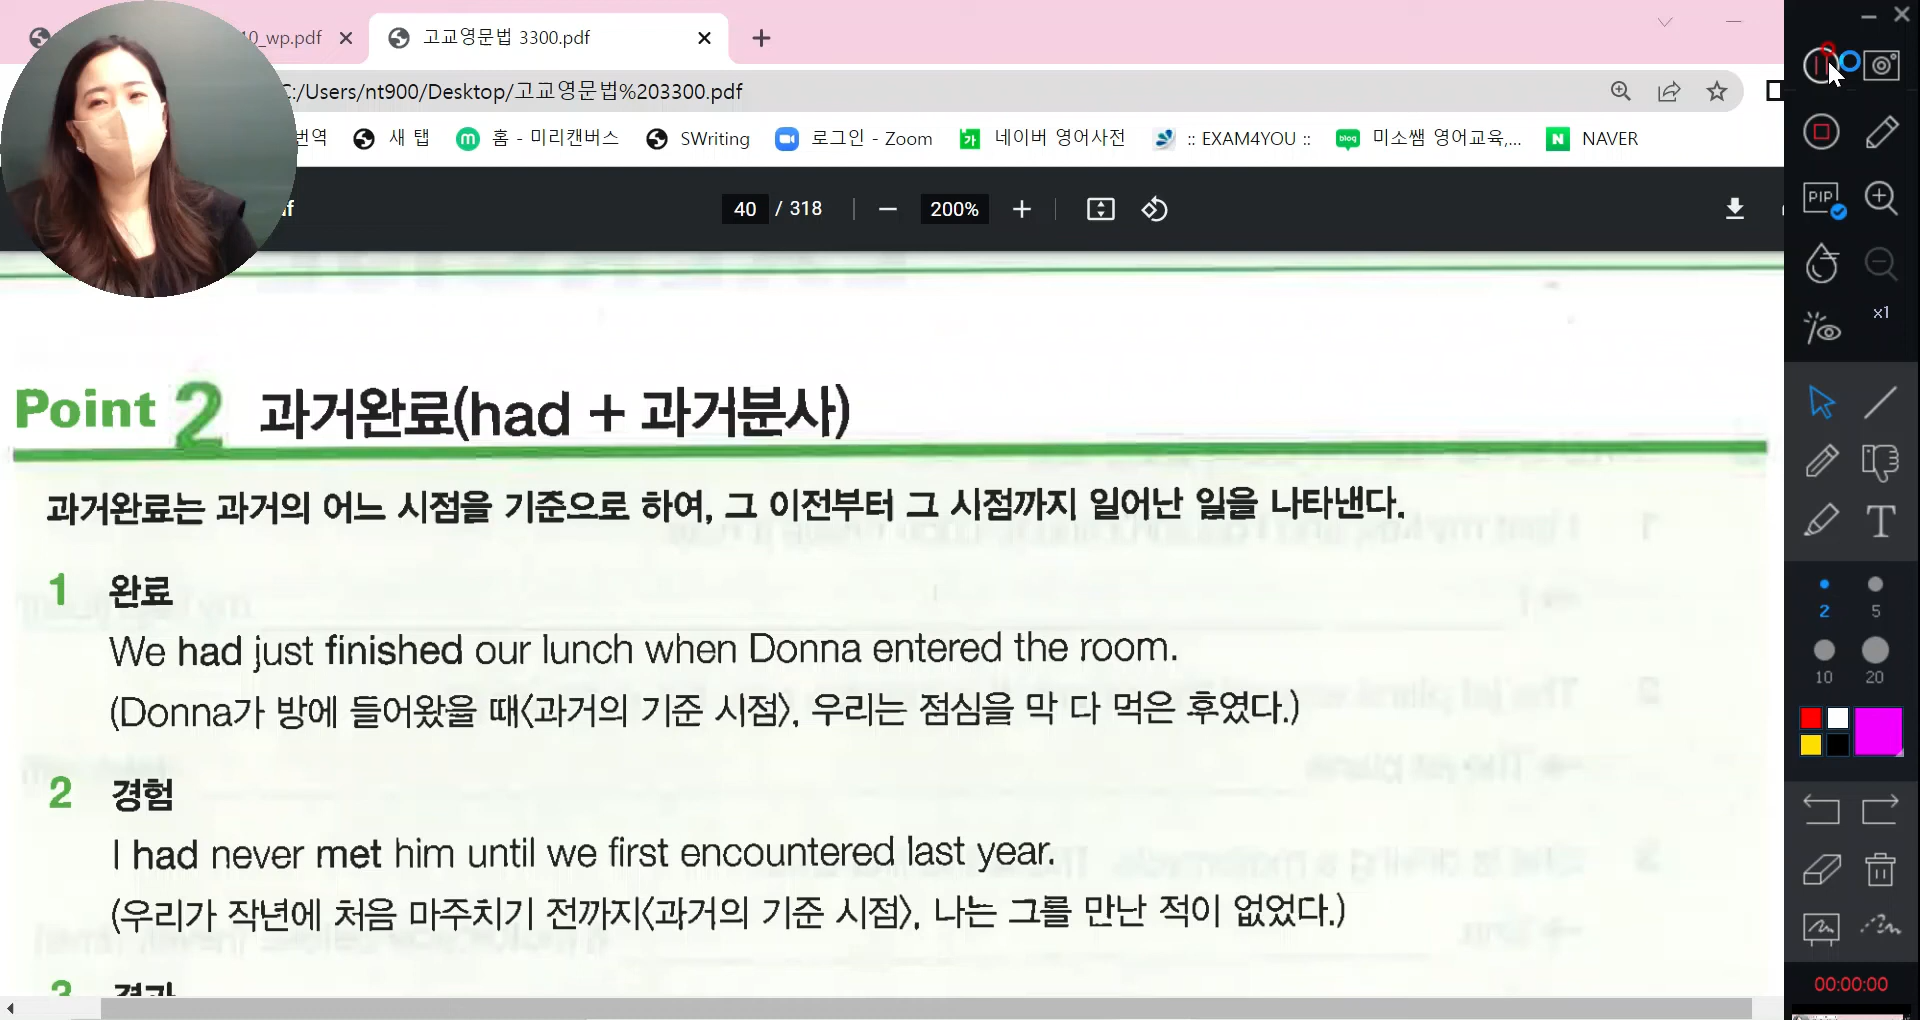 10_wp.pdf
고교영문법 3300.pdf
C:/Users/nt900/Desktop/고교영문법%203300.pdf
번역
새 탭
홈 - 미리캔버스
SWriting
로그인 - Zoom
네이버 영어사전
:: EXAM4YOU ::
미소쌤 영어교육,...
NAVER
df
40 / 318
200%
Point 2 과거완료(had + 과거분사)
과거완료는 과거의 어느 시점을 기준으로 하여, 그 이전부터 그 시점까지 일어난 일을 나타낸다.
1 완료
We had just finished our lunch when Donna entered the room.
(Donna가 방에 들어왔을 때〈과거의 기준 시점〉, 우리는 점심을 막 다 먹은 후였다.)
2 경험
I had never met him until we first encountered last year.
(우리가 작년에 처음 마주치기 전까지〈과거의 기준 시점〉, 나는 그를 만난 적이 없었다.)
3 결과
PIP
x1
T
2 5
10 20
00:00:00